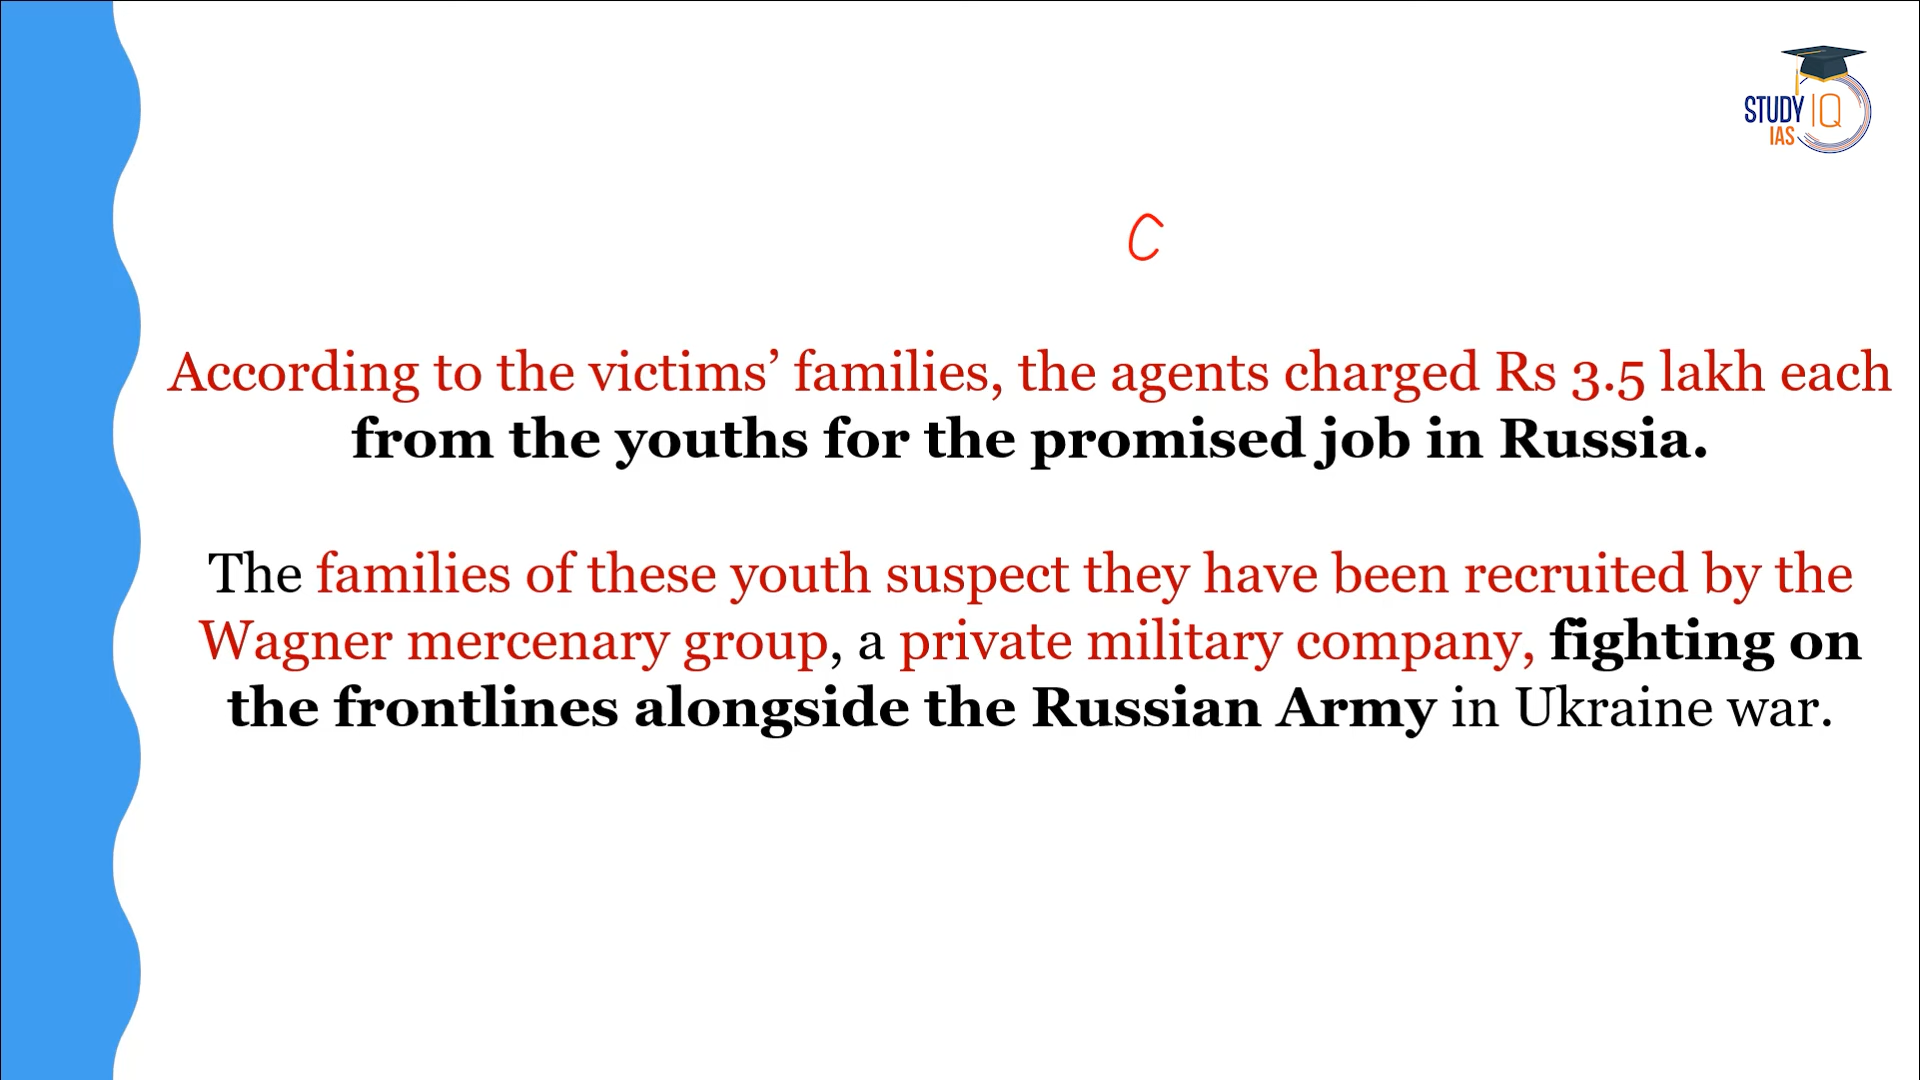 STUDY IQ
IAS
C
According to the victims’ families, the agents charged Rs 3.5 lakh each
from the youths for the promised job in Russia.
The families of these youth suspect they have been recruited by the
Wagner mercenary group, a private military company, fighting on
the frontlines alongside the Russian Army in Ukraine war.